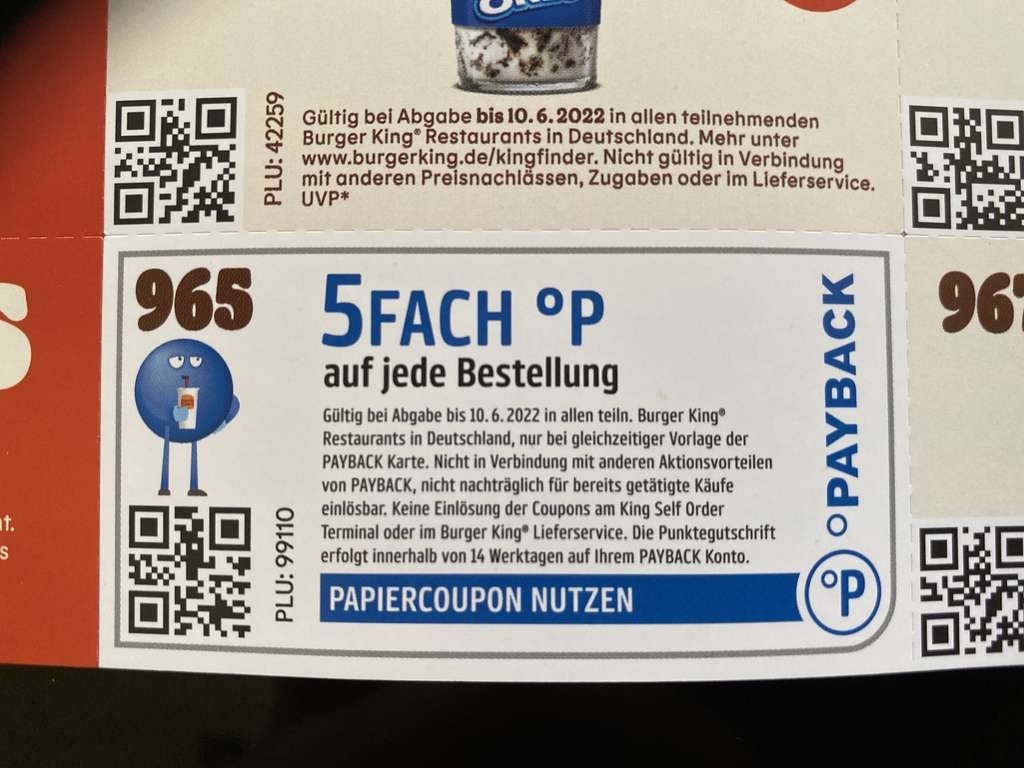 PLU: 42259
Gültig bei Abgabe bis 10.6.2022 in allen teilnehmenden
Burger King® Restaurants in Deutschland. Mehr unter
www.burgerking.de/kingfinder. Nicht gültig in Verbindung
mit anderen Preisnachlässen, Zugaben oder im Lieferservice.
UVP*
965
5FACH °P
auf jede Bestellung
Gültig bei Abgabe bis 10.6.2022 in allen teiln. Burger King®
Restaurants in Deutschland, nur bei gleichzeitiger Vorlage der
PAYBACK Karte. Nicht in Verbindung mit anderen Aktionsvorteilen
von PAYBACK, nicht nachträglich für bereits getätigte Käufe
einlösbar. Keine Einlösung der Coupons am King Self Order
Terminal oder im Burger King® Lieferservice. Die Punktegutschrift
erfolgt innerhalb von 14 Werktagen auf Ihrem PAYBACK Konto.
PLU: 99110
PAPIERCOUPON NUTZEN
°PAYBACK
°P